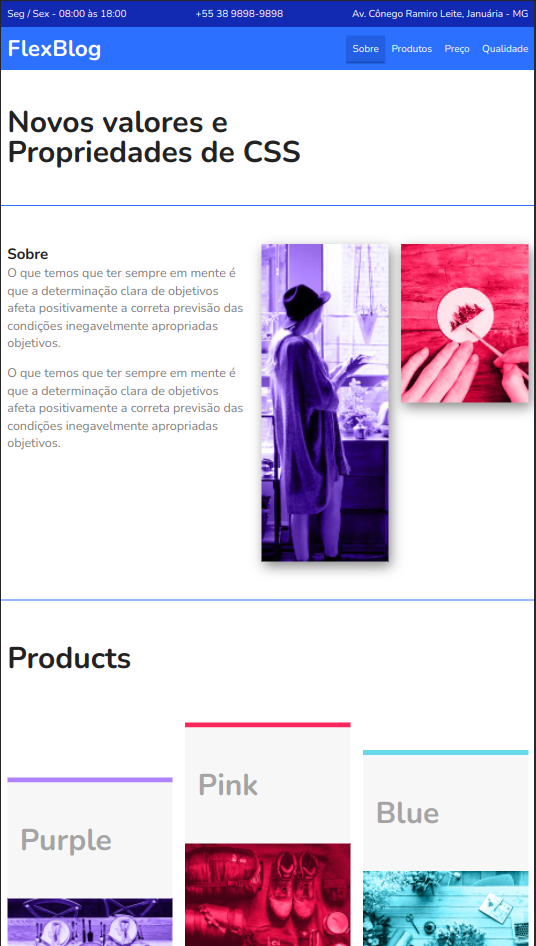 Seg / Sex - 08:00 às 18:00 +55 38 9898-9898 Av. Cônego Ramiro Leite, Januária - MG
FlexBlog Sobre Produtos Preço Qualidade
Novos valores e
Propriedades de CSS
Sobre
O que temos que ter sempre em mente é
que a determinação clara de objetivos
afeta positivamente a correta previsão das
condições inegavelmente apropriadas
objetivos.
O que temos que ter sempre em mente é
que a determinação clara de objetivos
afeta positivamente a correta previsão das
condições inegavelmente apropriadas
objetivos.
Products
Purple
Pink
Blue